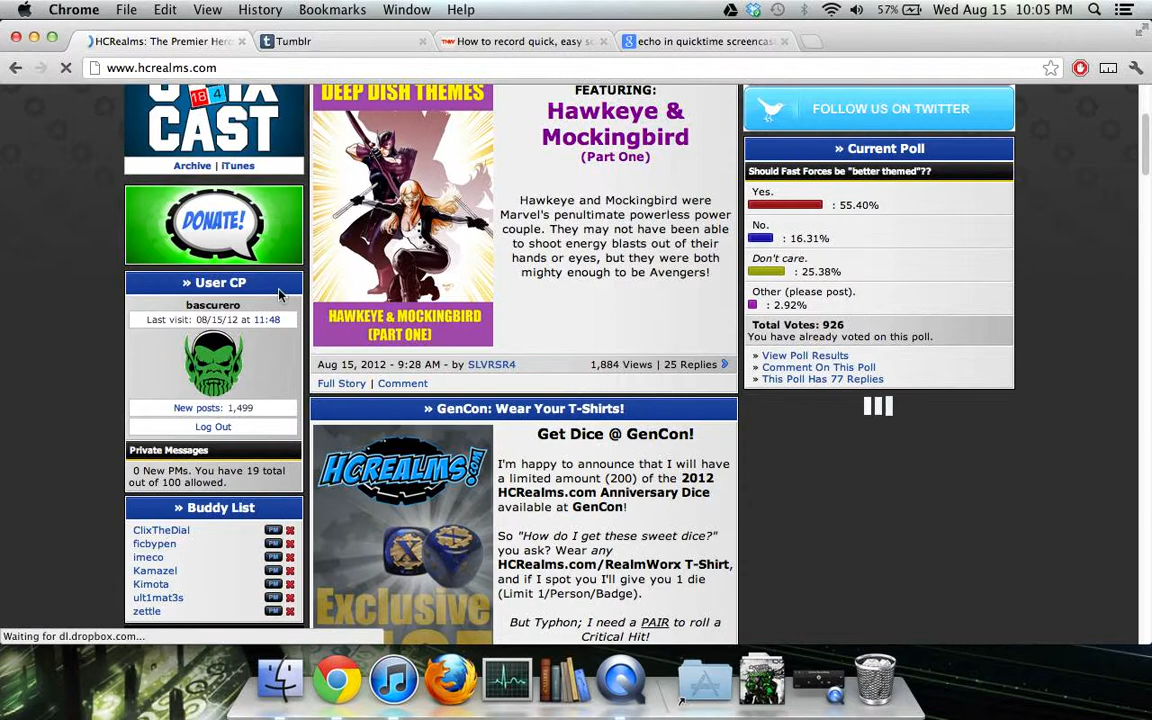 Chrome File Edit View History Bookmarks Window Help 57% Wed Aug 15 10:05 PM
HCRealms: The Premier Hero
Tumblr
How to record quick, easy s
echo in quicktime screencast
www.hcrealms.com
CAST
18 4
Archive | iTunes
DONATE!
» User CP
bascurero
Last visit: 08/15/12 at 11:48
New posts: 1,499
Log Out
Private Messages
0 New PMs. You have 19 total
out of 100 allowed.
» Buddy List
ClixTheDial PM
ficbypen PM
imeco PM
Kamazel PM
Kimota PM
ult1mat3s PM
zettle PM
DEEP DISH THEMES
HAWKEYE & MOCKINGBIRD
(PART ONE)
FEATURING:
Hawkeye &
Mockingbird
(Part One)
Hawkeye and Mockingbird were
Marvel's penultimate powerless power
couple. They may not have been able
to shoot energy blasts out of their
hands or eyes, but they were both
mighty enough to be Avengers!
Aug 15, 2012 - 9:28 AM - by SLVRSR4 1,884 Views | 25 Replies »
Full Story | Comment
» GenCon: Wear Your T-Shirts!
HCREALMS.COM
Exclusive
Get Dice @ GenCon!
I'm happy to announce that I will have
a limited amount (200) of the 2012
HCRealms.com Anniversary Dice
available at GenCon!
So "How do I get these sweet dice?"
you ask? Wear any
HCRealms.com/RealmWorx T-Shirt,
and if I spot you I'll give you 1 die
(Limit 1/Person/Badge).
But Typhon; I need a PAIR to roll a
Critical Hit!
FOLLOW US ON TWITTER
» Current Poll
Should Fast Forces be "better themed"??
Yes.
: 55.40%
No.
: 16.31%
Don't care.
: 25.38%
Other (please post).
: 2.92%
Total Votes: 926
You have already voted on this poll.
» View Poll Results
» Comment On This Poll
» This Poll Has 77 Replies
Waiting for dl.dropbox.com...